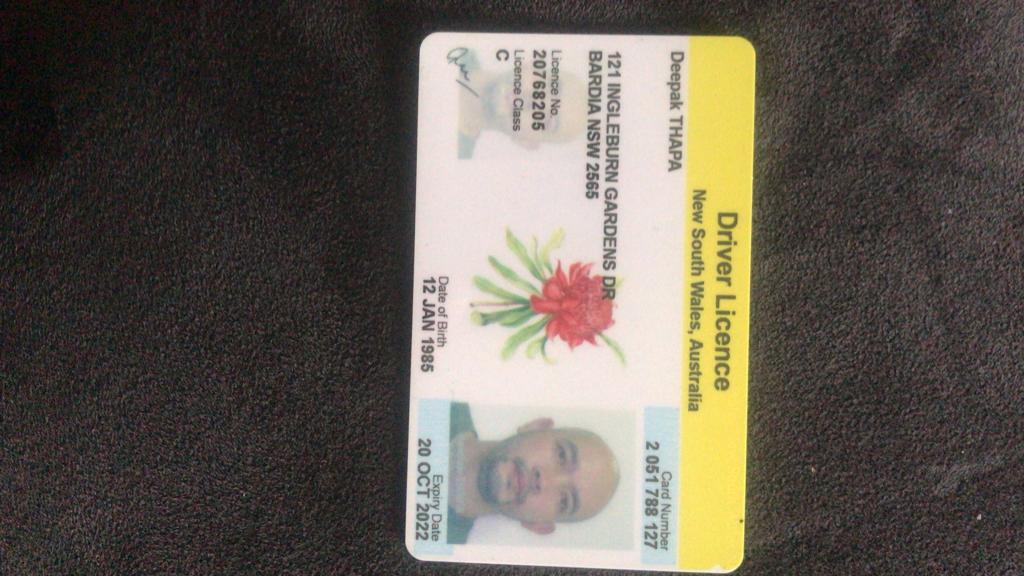 Driver Licence
New South Wales, Australia
Deepak THAPA
Card Number
2 051 788 127
121 INGLEBURN GARDENS DR
BARDIA NSW 2565
Licence No.
20768205
Licence Class
C
Date of Birth
12 JAN 1985
Expiry Date
20 OCT 2022